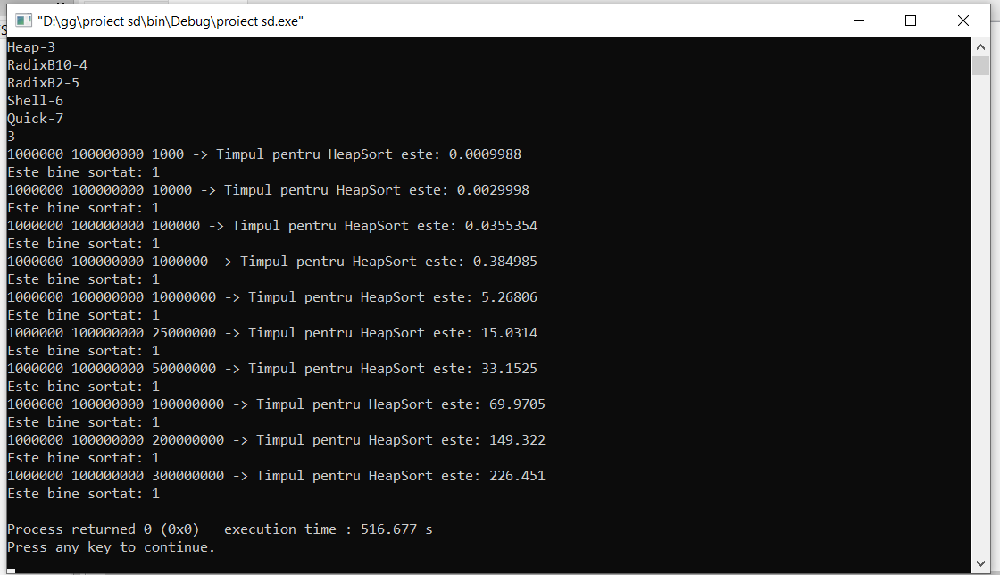 "D:\gg\proiect sd\bin\Debug\proiect sd.exe"
Heap-3
RadixB10-4
RadixB2-5
Shell-6
Quick-7
3
1000000 100000000 1000 -> Timpul pentru HeapSort este: 0.0009988
Este bine sortat: 1
1000000 100000000 10000 -> Timpul pentru HeapSort este: 0.0029998
Este bine sortat: 1
1000000 100000000 100000 -> Timpul pentru HeapSort este: 0.0355354
Este bine sortat: 1
1000000 100000000 1000000 -> Timpul pentru HeapSort este: 0.384985
Este bine sortat: 1
1000000 100000000 10000000 -> Timpul pentru HeapSort este: 5.26806
Este bine sortat: 1
1000000 100000000 25000000 -> Timpul pentru HeapSort este: 15.0314
Este bine sortat: 1
1000000 100000000 50000000 -> Timpul pentru HeapSort este: 33.1525
Este bine sortat: 1
1000000 100000000 100000000 -> Timpul pentru HeapSort este: 69.9705
Este bine sortat: 1
1000000 100000000 200000000 -> Timpul pentru HeapSort este: 149.322
Este bine sortat: 1
1000000 100000000 300000000 -> Timpul pentru HeapSort este: 226.451
Este bine sortat: 1
Process returned 0 (0x0)   execution time : 516.677 s
Press any key to continue.